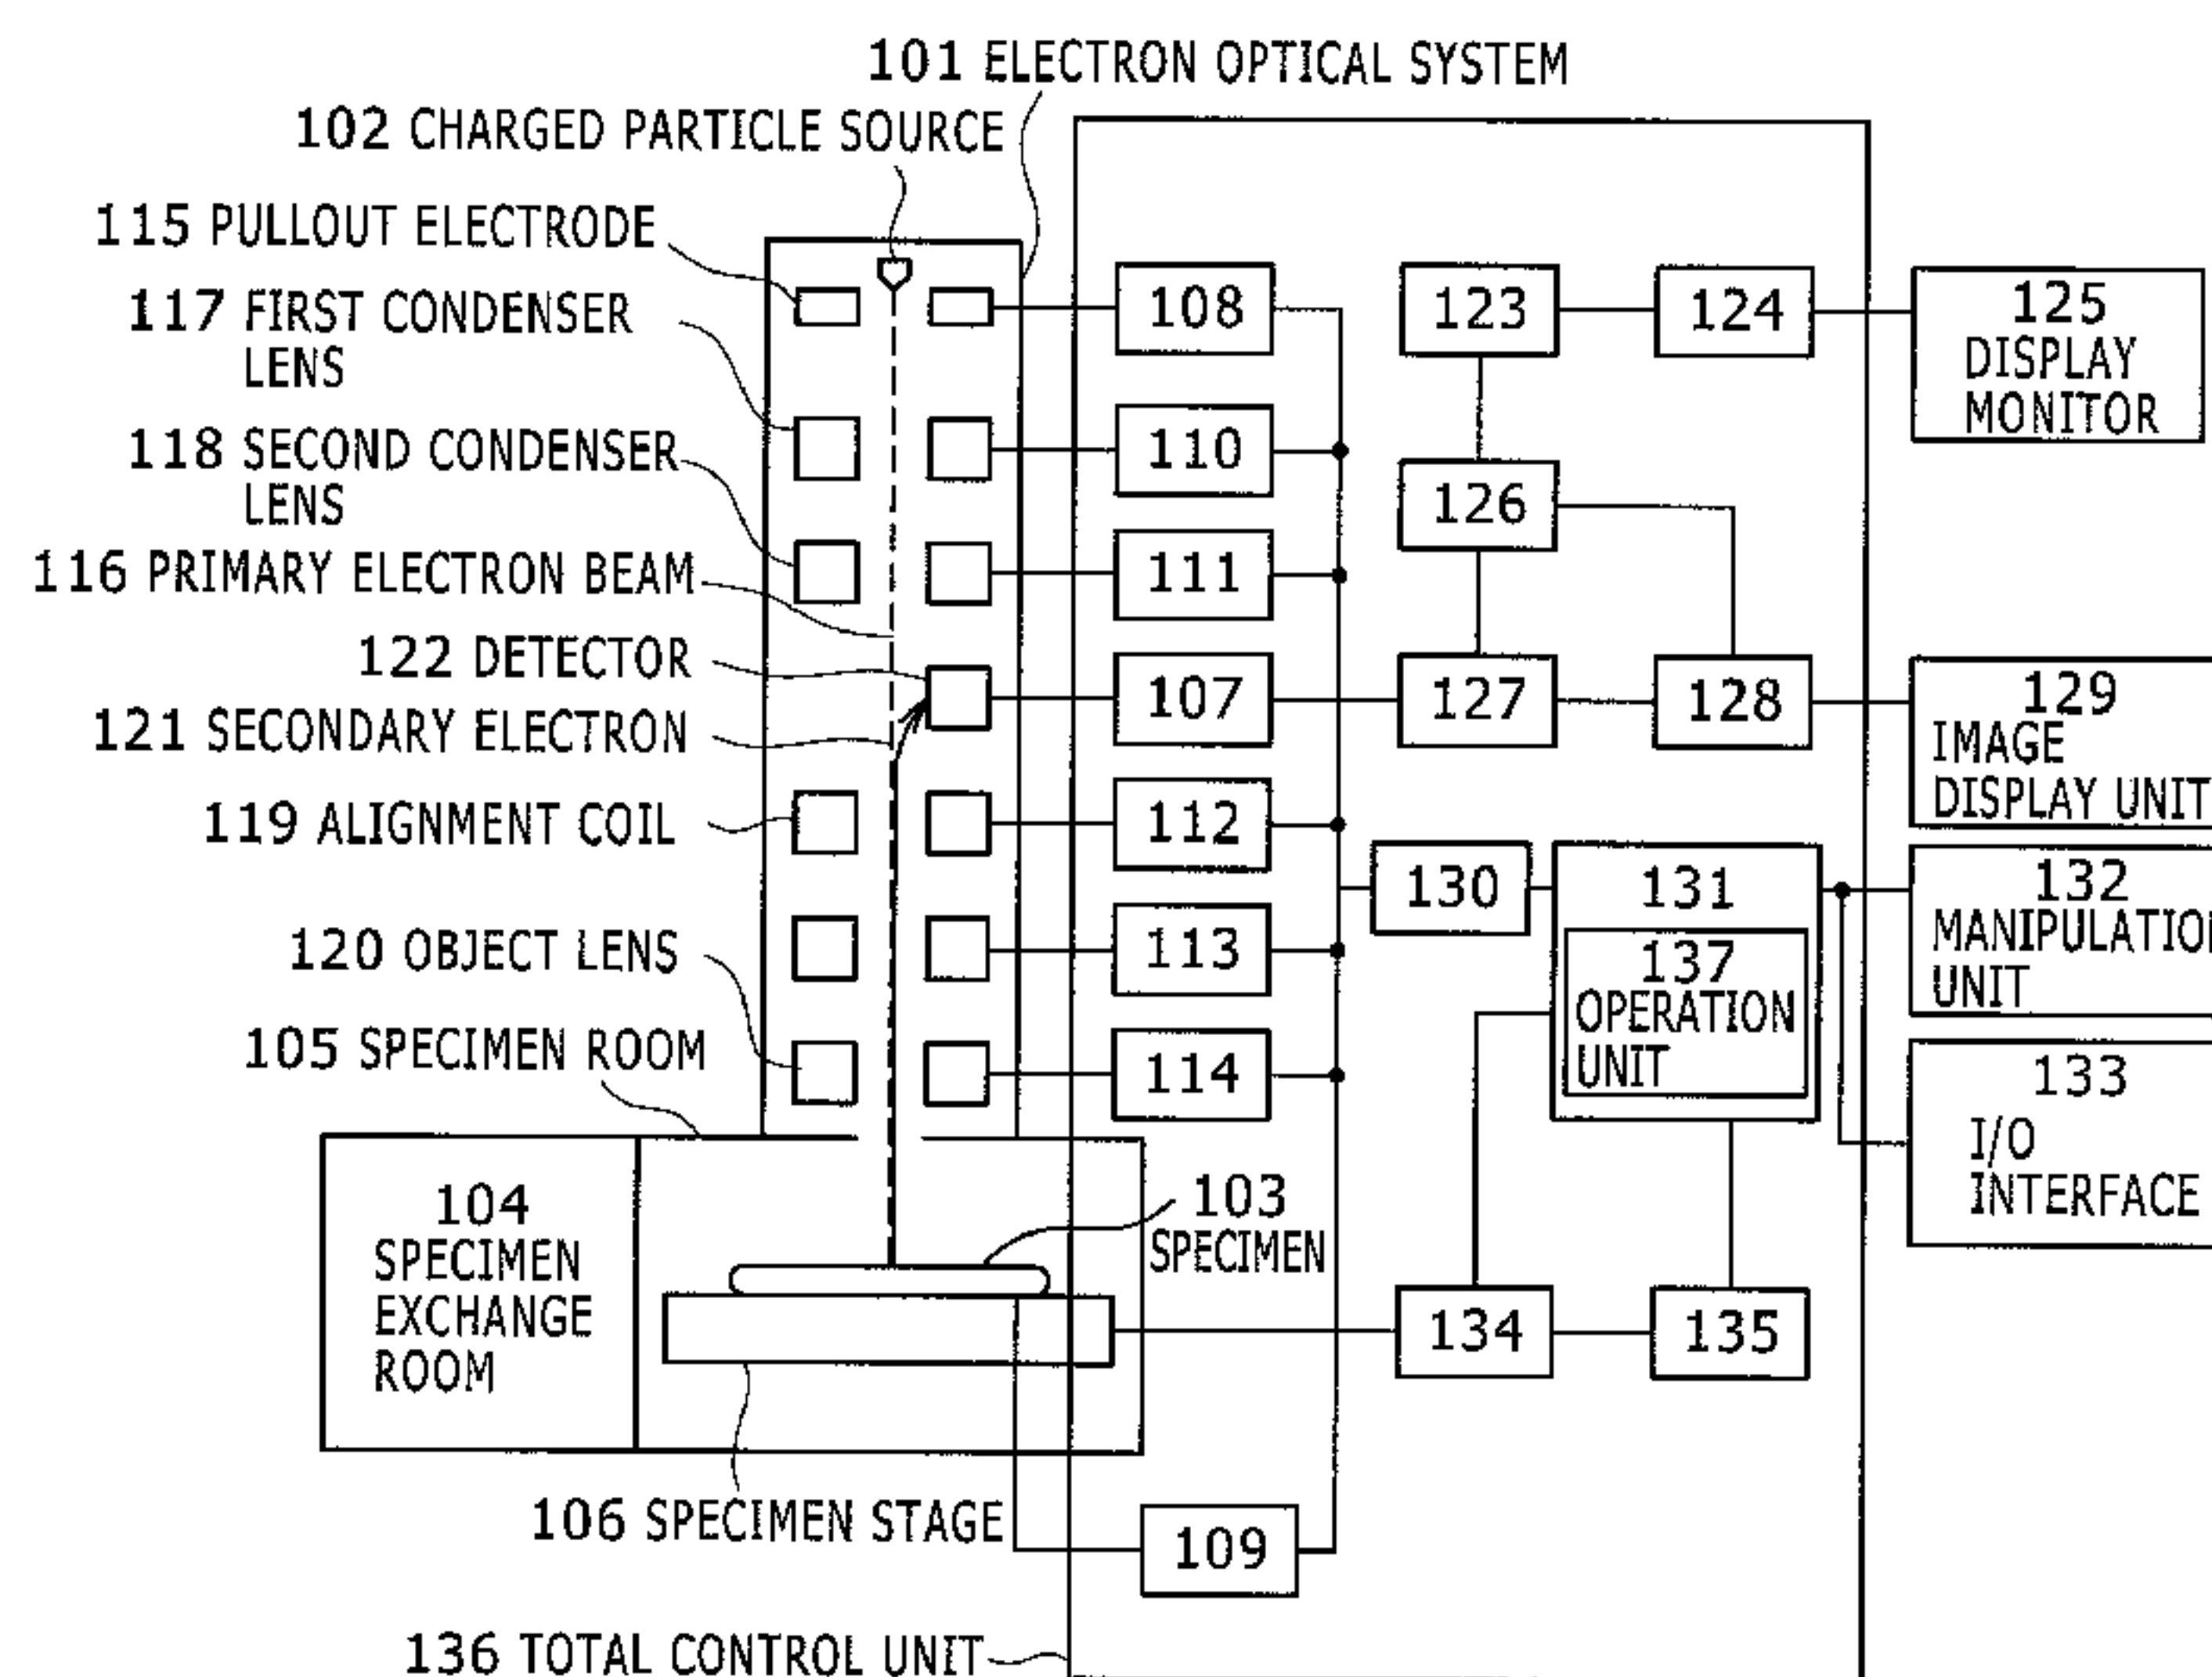 101 ELECTRON OPTICAL SYSTEM
102 CHARGED PARTICLE SOURCE
115 PULLOUT ELECTRODE
117 FIRST CONDENSER
LENS
118 SECOND CONDENSER
LENS
116 PRIMARY ELECTRON BEAM
122 DETECTOR
121 SECONDARY ELECTRON
119 ALIGNMENT COIL
120 OBJECT LENS
105 SPECIMEN ROOM
104
SPECIMEN
EXCHANGE
ROOM
103
SPECIMEN
106 SPECIMEN STAGE
136 TOTAL CONTROL UNIT
108
110
111
107
112
113
114
109
123
124
126
127
128
130
131
137
OPERATION
UNIT
134
135
125
DISPLAY
MONITOR
129
IMAGE
DISPLAY UNIT
132
MANIPULATION
UNIT
133
I/O
INTERFACE